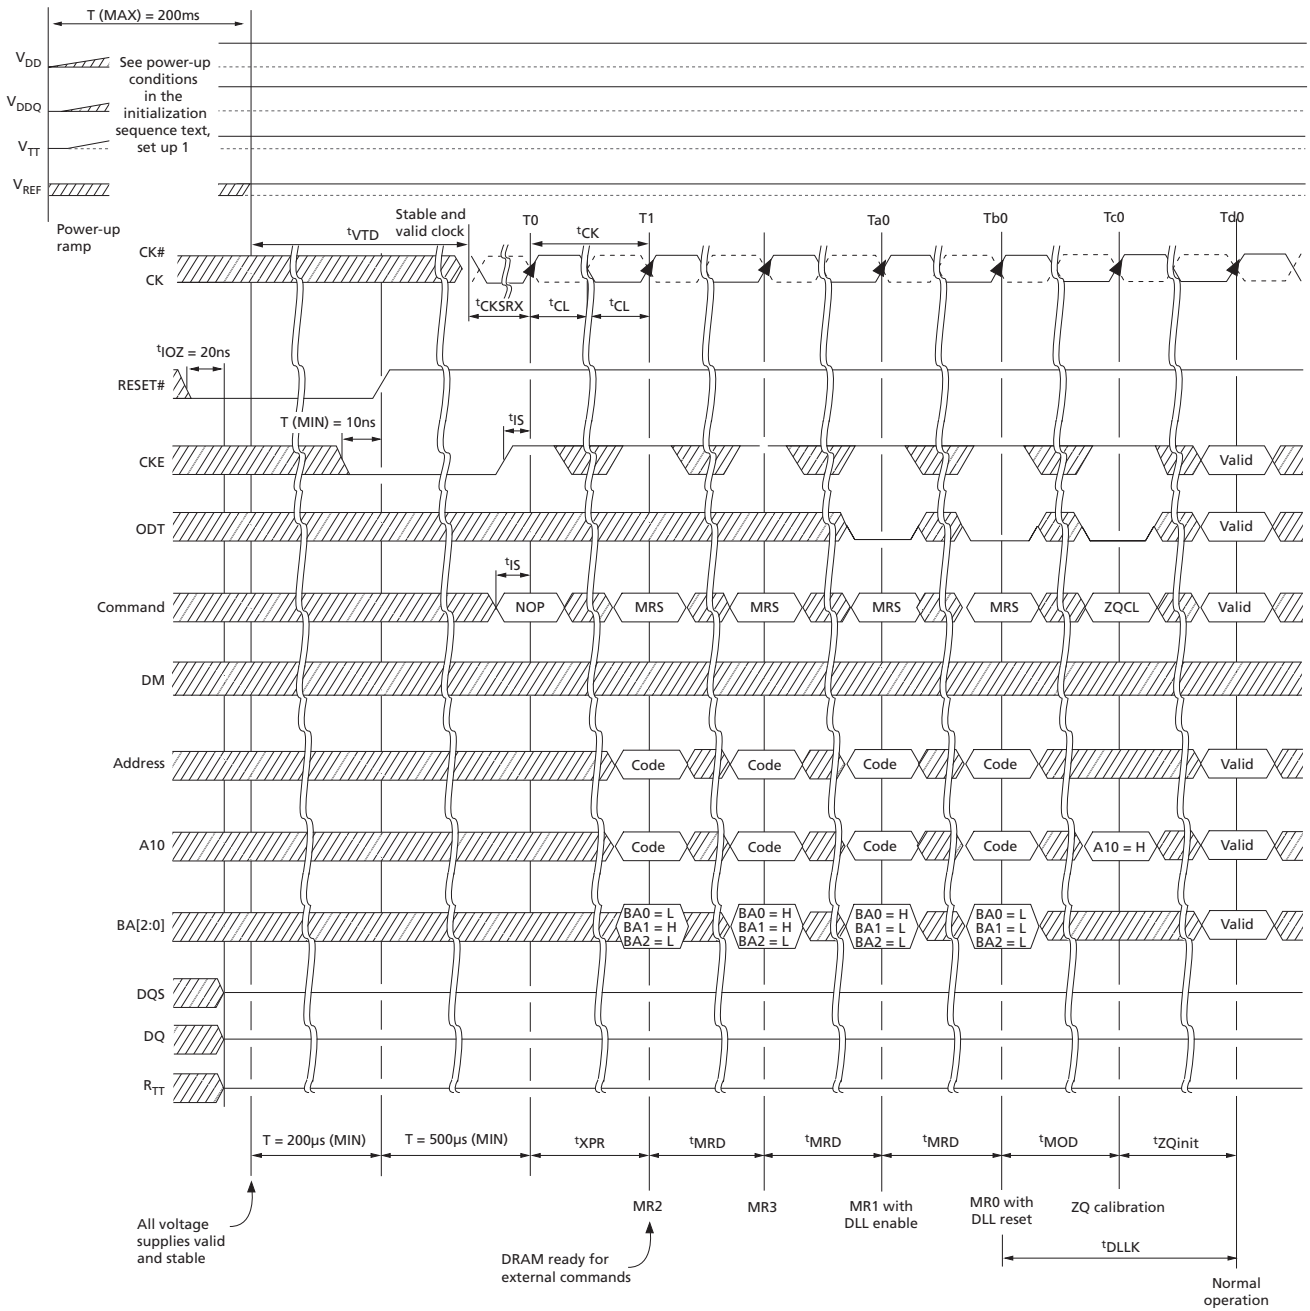 T (MAX) = 200ms
VDD
See power-up
conditions
in the
initialization
sequence text,
set up 1
VDDQ
VTT
VREF
Power-up
ramp
Stable and
valid clock
T0
T1
Ta0
Tb0
Tc0
Td0
tVTD
tCK
CK#
CK
tCKSRX
tCL
tCL
tIOZ = 20ns
RESET#
T (MIN) = 10ns
tIS
CKE
Valid
ODT
Valid
tIS
Command
NOP
MRS
MRS
MRS
MRS
ZQCL
Valid
DM
Address
Code
Code
Code
Code
Valid
A10
Code
Code
Code
Code
A10 = H
Valid
BA[2:0]
BA0 = L
BA1 = H
BA2 = L
BA0 = H
BA1 = H
BA2 = L
BA0 = H
BA1 = L
BA2 = L
BA0 = L
BA1 = L
BA2 = L
Valid
DQS
DQ
RTT
T = 200µs (MIN)
T = 500µs (MIN)
tXPR
tMRD
tMRD
tMRD
tMOD
tZQinit
All voltage
supplies valid
and stable
MR2
MR3
MR1 with
DLL enable
MR0 with
DLL reset
ZQ calibration
DRAM ready for
external commands
tDLLK
Normal
operation